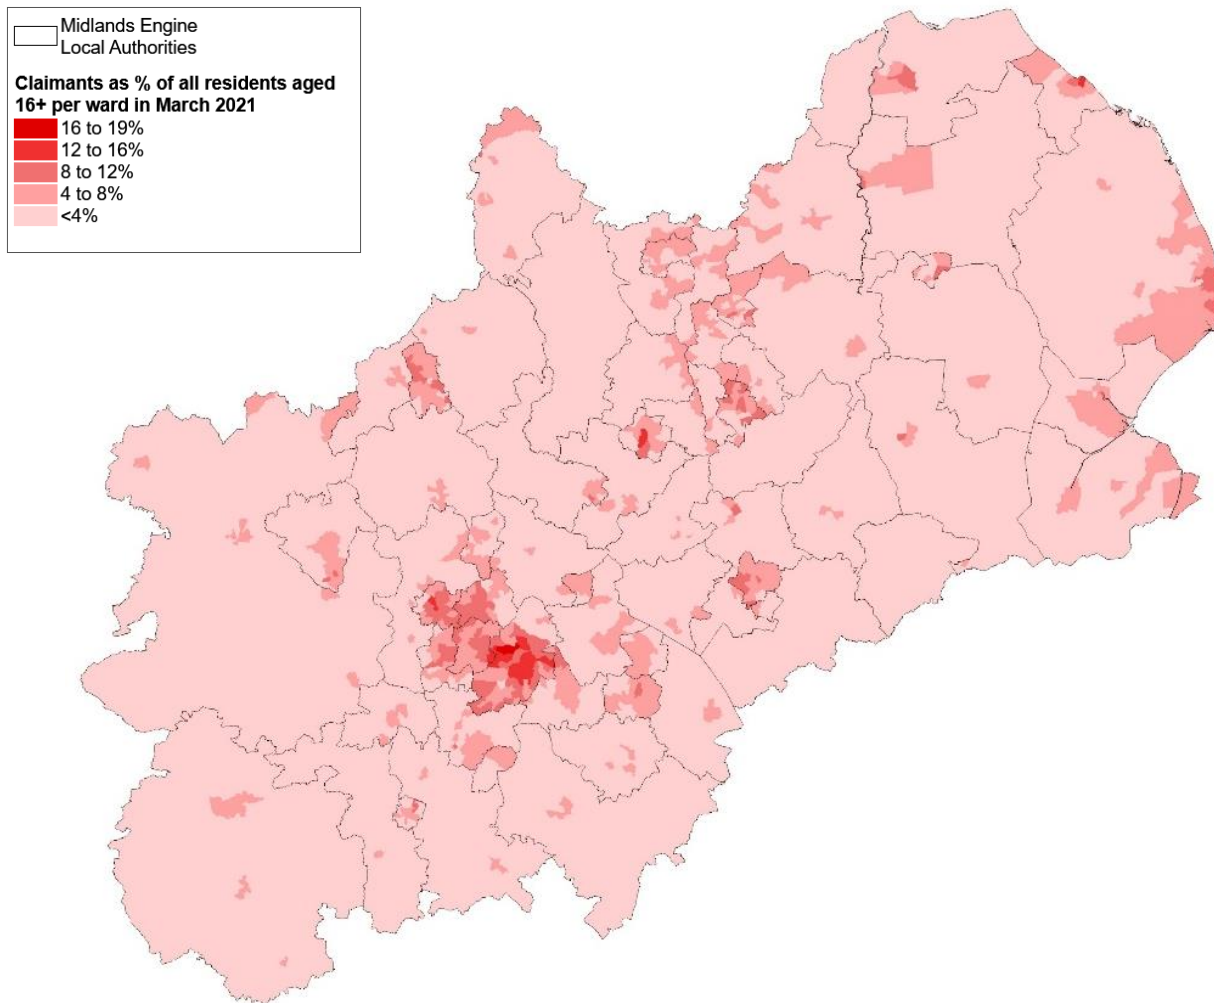 Midlands Engine
Local Authorities
Claimants as % of all residents aged
16+ per ward in March 2021
16 to 19%
12 to 16%
8 to 12%
4 to 8%
<4%